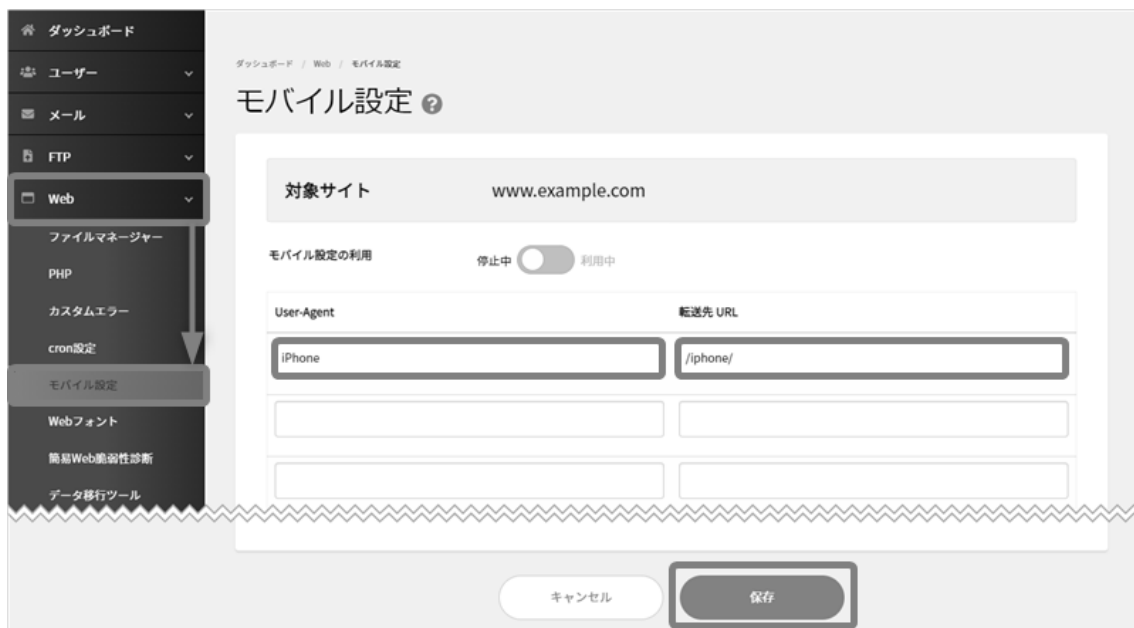 ダッシュボード
ユーザー
メール
FTP
Web
ファイルマネージャー
PHP
カスタムエラー
cron設定
モバイル設定
Webフォント
簡易Web脆弱性診断
データ移行ツール
ダッシュボード / Web / モバイル設定
モバイル設定 ?
対象サイト www.example.com
モバイル設定の利用 停止中 利用中
User-Agent 転送先 URL
iPhone /iphone/
キャンセル 保存